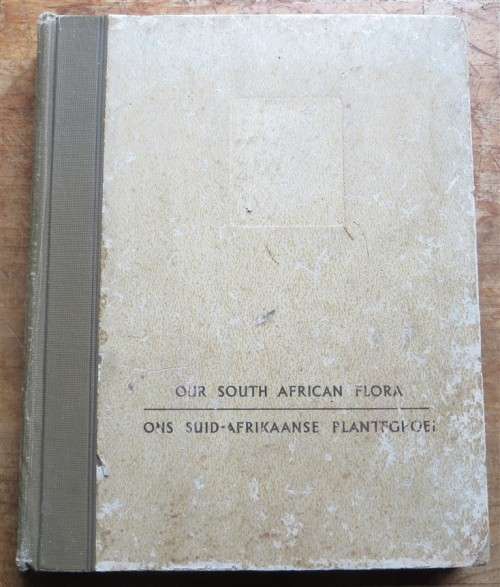 OUR SOUTH AFRICAN FLORA
ONS SUID-AFRIKAANSE PLANTEGROEI